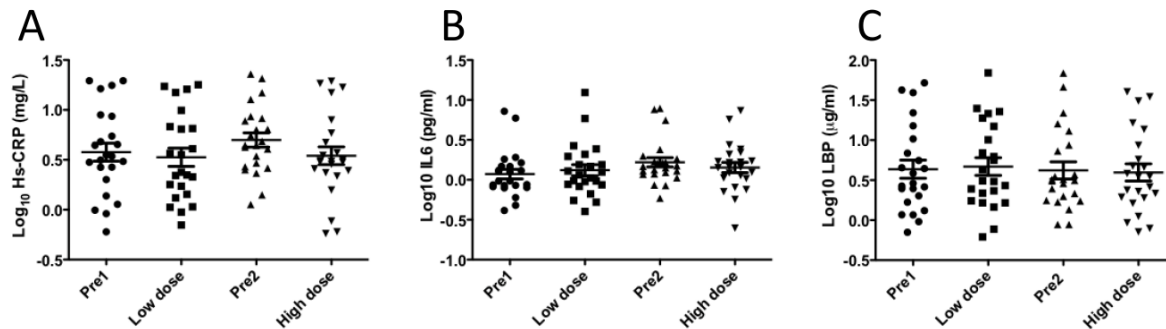 A
Log₁₀ Hs-CRP (mg/L)
1.5
1.0
0.5
0.0
-0.5
Pre1
Low dose
Pre2
High dose
B
Log10 IL6 (pg/ml)
1.5
1.0
0.5
0.0
-0.5
-1.0
Pre1
Low dose
Pre2
High dose
C
Log10 LBP (µg/ml)
2.0
1.5
1.0
0.5
0.0
-0.5
Pre1
Low dose
Pre2
High dose